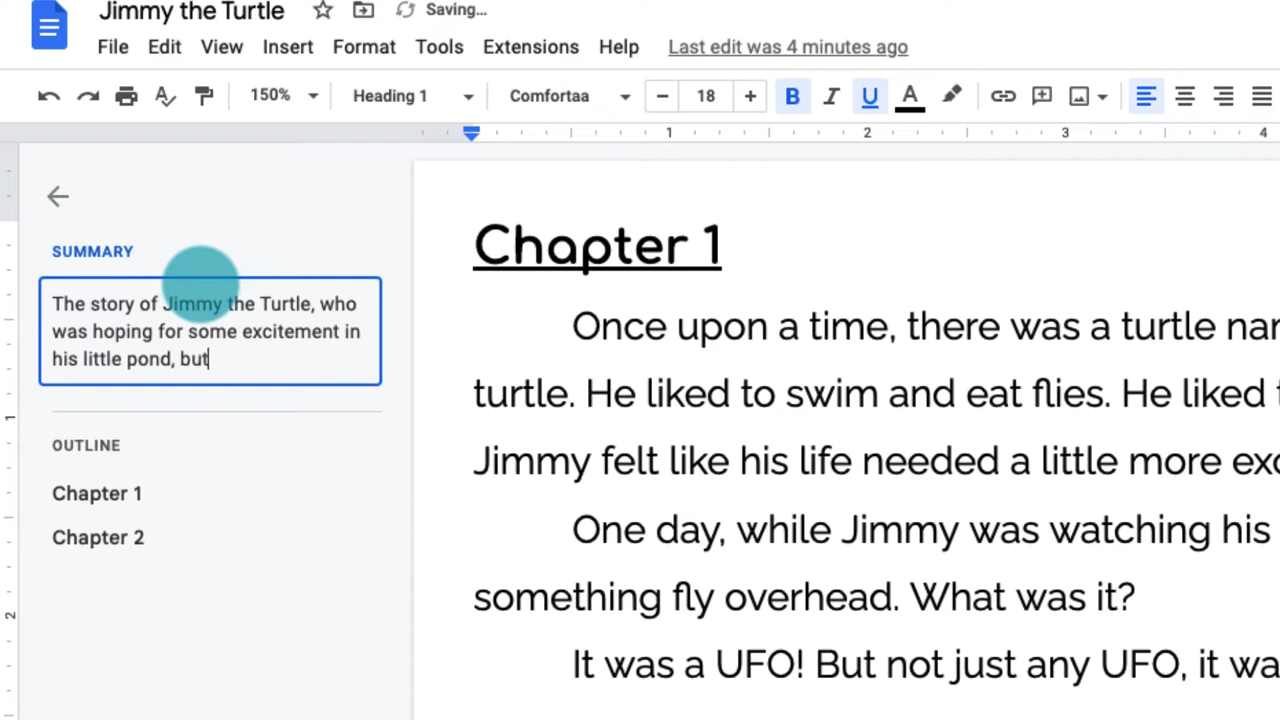 Jimmy the Turtle Saving...
File Edit View Insert Format Tools Extensions Help Last edit was 4 minutes ago
150% Heading 1 Comfortaa − 18 + B I U A
1 2 3 4
SUMMARY
The story of Jimmy the Turtle, who
was hoping for some excitement in
his little pond, but
OUTLINE
Chapter 1
Chapter 2
1
2
Chapter 1
Once upon a time, there was a turtle
turtle. He liked to swim and eat flies. He liked
Jimmy felt like his life needed a little more
One day, while Jimmy was watching his
something fly overhead. What was it?
It was a UFO! But not just any UFO, it